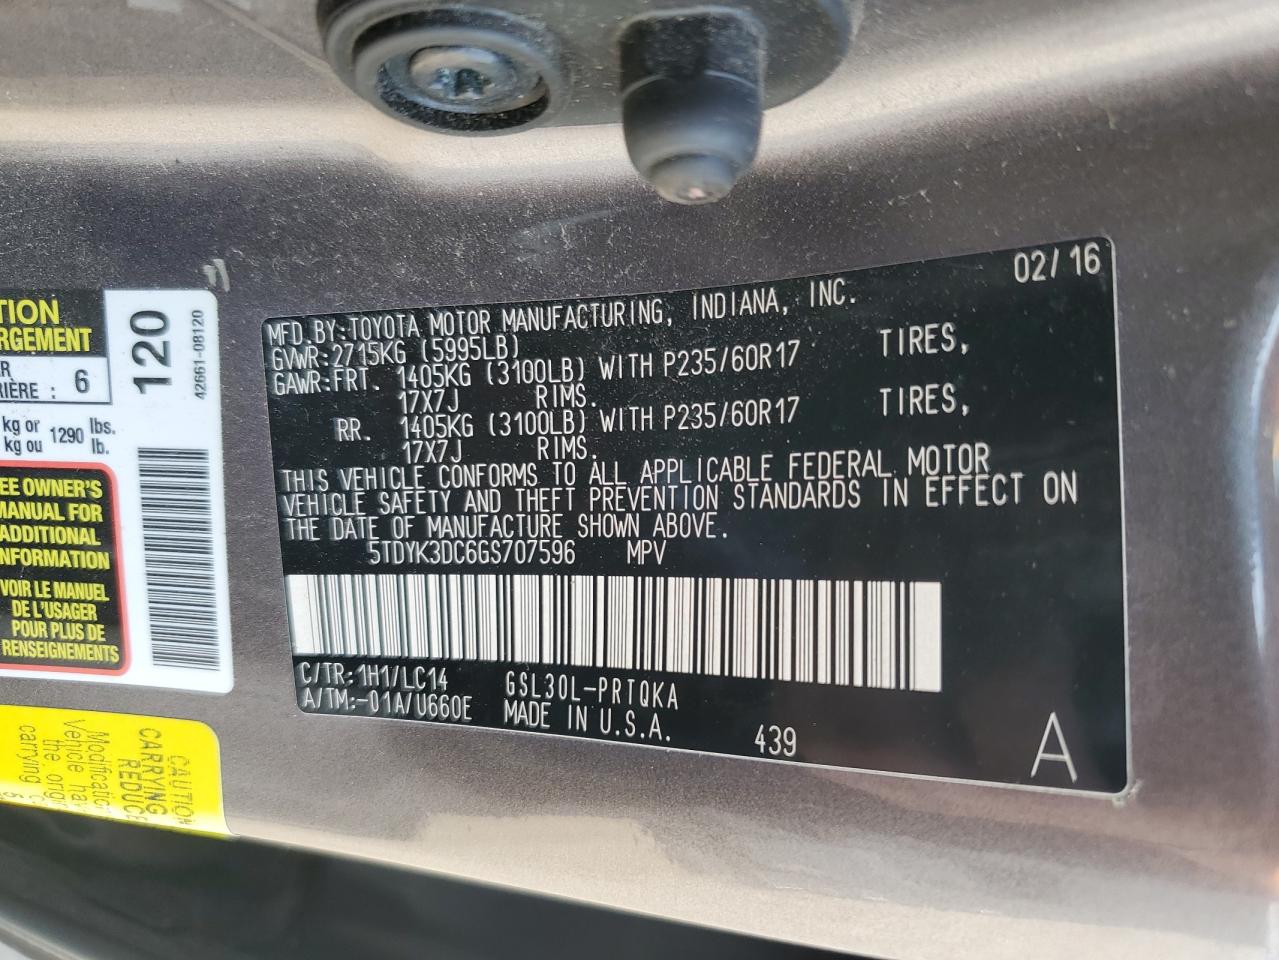 TION
RGEMENT
R
RIÈRE : 6
kg or 1290 lbs.
kg ou lb.
EE OWNER'S
MANUAL FOR
ADDITIONAL
NFORMATION
VOIR LE MANUEL
DE L'USAGER
POUR PLUS DE
RENSEIGNEMENTS
120
42661-08120
CAUTION
CARRYING
REDUCE
Modification
vehicle hav
the origi
carrying
02/16
MFD.BY:TOYOTA MOTOR MANUFACTURING, INDIANA, INC.
GVWR:2715KG (5995LB)
GAWR:FRT. 1405KG (3100LB) WITH P235/60R17 TIRES,
17X7J RIMS.
RR. 1405KG (3100LB) WITH P235/60R17 TIRES,
17X7J RIMS.
THIS VEHICLE CONFORMS TO ALL APPLICABLE FEDERAL MOTOR
VEHICLE SAFETY AND THEFT PREVENTION STANDARDS IN EFFECT ON
THE DATE OF MANUFACTURE SHOWN ABOVE.
5TDYK3DC6GS707596 MPV
C/TR:1H1/LC14 GSL30L-PRTQKA
A/TM:-01A/U660E MADE IN U.S.A.
439
A